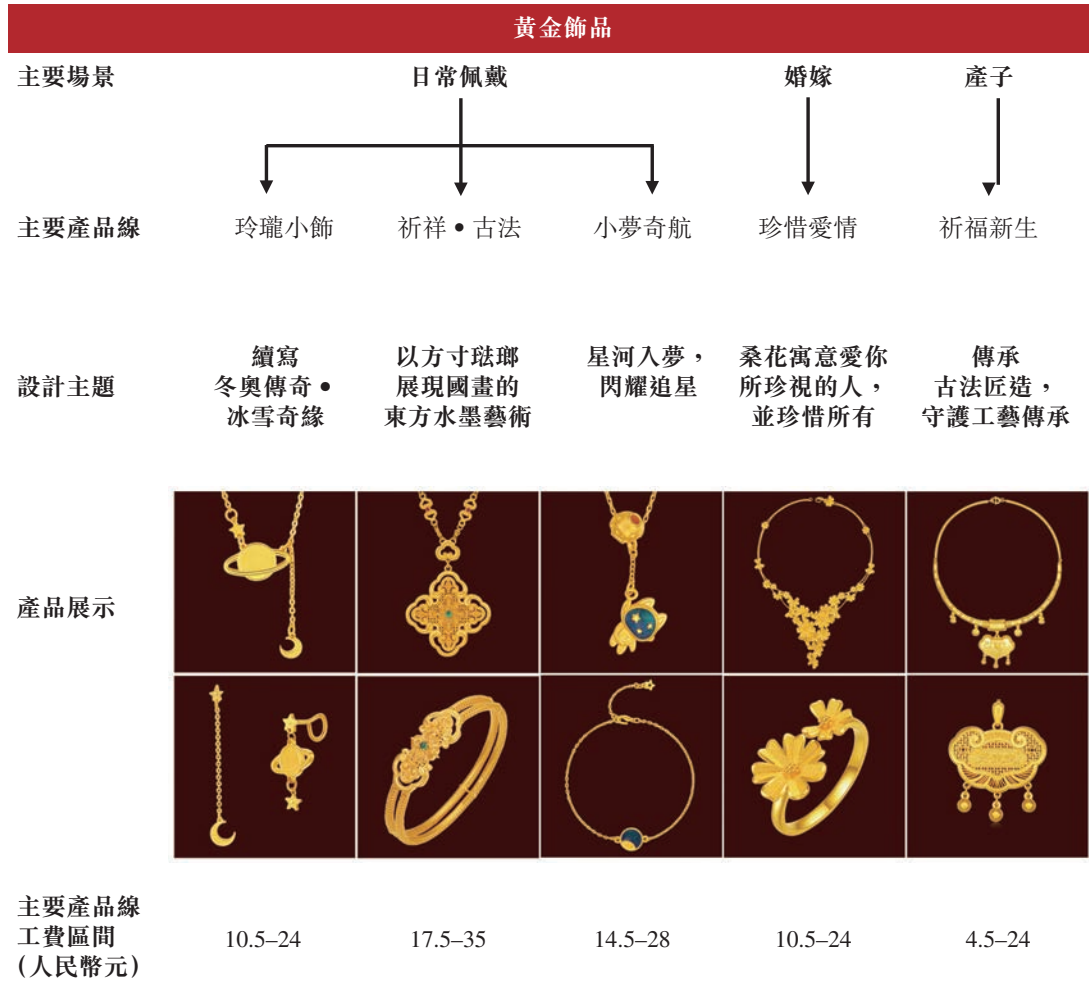 黃金飾品
主要場景 日常佩戴 婚嫁 產子
主要產品線 玲瓏小飾 祈祥•古法 小夢奇航 珍惜愛情 祈福新生
設計主題
續寫
冬奧傳奇•
冰雪奇緣
以方寸琺瑯
展現國畫的
東方水墨藝術
星河入夢，
閃耀追星
桑花寓意愛你
所珍視的人，
並珍惜所有
傳承
古法匠造，
守護工藝傳承
產品展示
主要產品線
工費區間
(人民幣元)
10.5–24 17.5–35 14.5–28 10.5–24 4.5–24